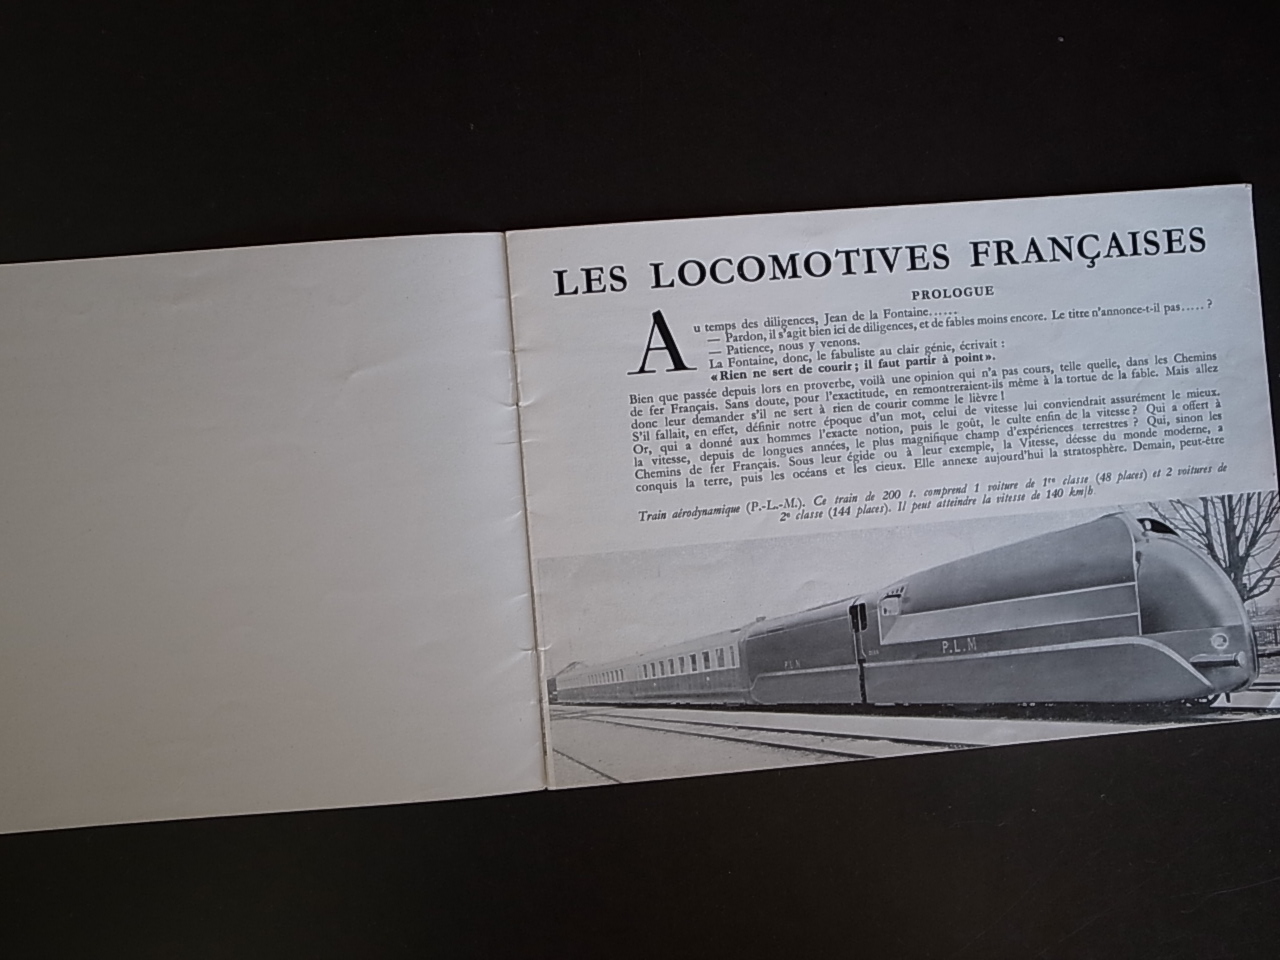 LES LOCOMOTIVES FRANÇAISES
PROLOGUE
Au temps des diligences, Jean de la Fontaine......
— Pardon, il s'agit bien ici de diligences, et de fables moins encore. Le titre n'annonce-t-il pas.....?
— Patience, nous y venons.
La Fontaine, donc, le fabuliste au clair génie, écrivait :
«Rien ne sert de courir; il faut partir à point».
Bien que passée depuis lors en proverbe, voilà une opinion qui n'a pas cours, telle quelle, dans les Chemins
de fer Français. Sans doute, pour l'exactitude, en remontreraient-ils même à la tortue de la fable. Mais allez
donc leur demander s'il ne sert à rien de courir comme le lièvre!
S'il fallait, en effet, définir notre époque d'un mot, celui de vitesse lui conviendrait assurément le mieux.
Or, qui a donné aux hommes l'exacte notion, puis le goût, le culte enfin de la vitesse? Qui a offert à
la vitesse, depuis de longues années, le plus magnifique champ d'expériences terrestres? Qui, sinon les
Chemins de fer Français. Sous leur égide ou à leur exemple, la Vitesse, déesse du monde moderne, a
conquis la terre, puis les océans et les cieux. Elle annexe aujourd'hui la stratosphère. Demain, peut-être
Train aérodynamique (P.-L.-M.). Ce train de 200 t. comprend 1 voiture de 1re classe (48 places) et 2 voitures de
2e classe (144 places). Il peut atteindre la vitesse de 140 km/h.
P.L.M